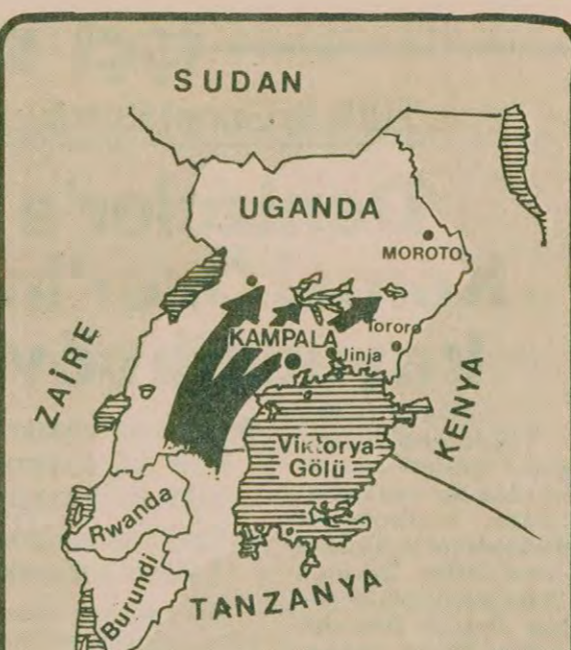 SUDAN
UGANDA
MOROTO
KAMPALA
Tororo
Jinja
ZAİRE
KENYA
Viktorya
Gölü
Rwanda
Burundi
TANZANYA